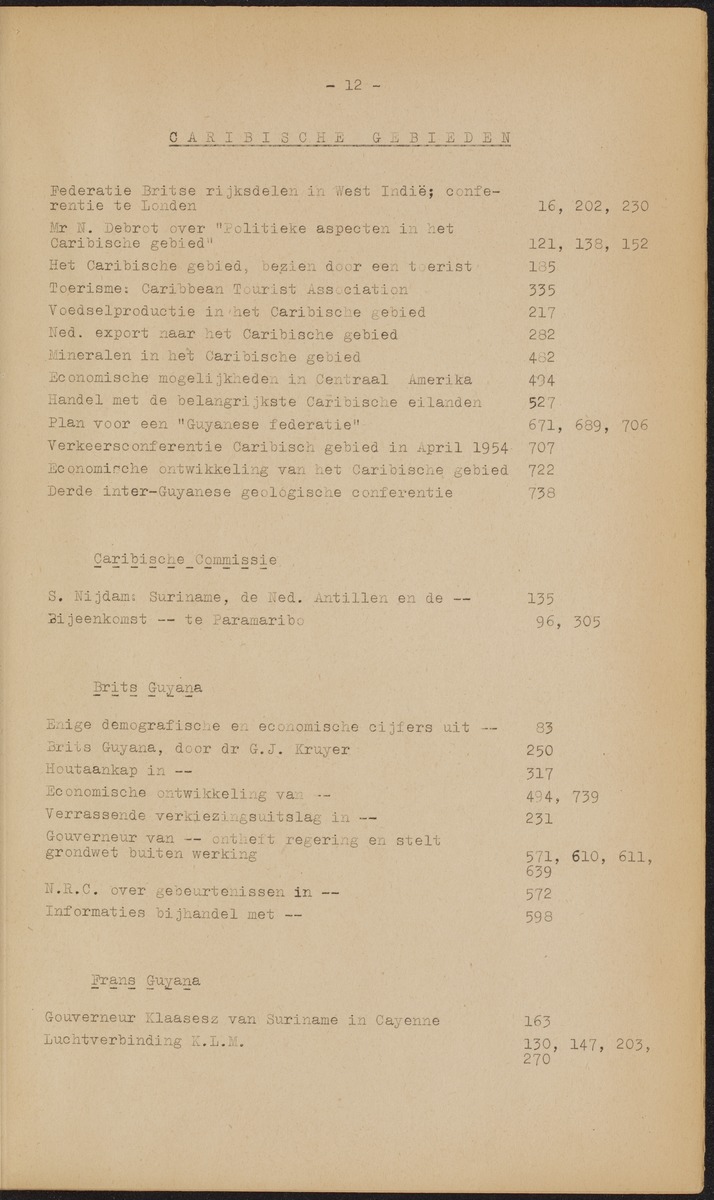 - 12 -
CARIBISCHE GEBIEDEN
Federatie Britse rijksdelen in West Indië; confe-
rentie te Londen 16, 202, 230
Mr N. Debrot over "Politieke aspecten in het
Caribische gebied" 121, 138, 152
Het Caribische gebied, bezien door een toerist 185
Toerisme: Caribbean Tourist Association 335
Voedselproductie in het Caribische gebied 217
Ned. export naar het Caribische gebied 282
Mineralen in het Caribische gebied 482
Economische mogelijkheden in Centraal Amerika 494
Handel met de belangrijkste Caribische eilanden 527
Plan voor een "Guyanese federatie" 671, 689, 706
Verkeersconferentie Caribisch gebied in April 1954 707
Economische ontwikkeling van het Caribische gebied 722
Derde inter-Guyanese geologische conferentie 738
Caribische Commissie
S. Nijdam: Suriname, de Ned. Antillen en de -- 135
Bijeenkomst -- te Paramaribo 96, 305
Brits Guyana
Enige demografische en economische cijfers uit -- 83
Brits Guyana, door dr G.J. Kruyer 250
Houtaankap in -- 317
Economische ontwikkeling van -- 494, 739
Verrassende verkiezingsuitslag in -- 231
Gouverneur van -- ontheft regering en stelt
grondwet buiten werking 571, 610, 611,
639
N.R.C. over gebeurtenissen in -- 572
Informaties bijhandel met -- 598
Frans Guyana
Gouverneur Klaasesz van Suriname in Cayenne 163
Luchtverbinding K.L.M. 130, 147, 203,
270